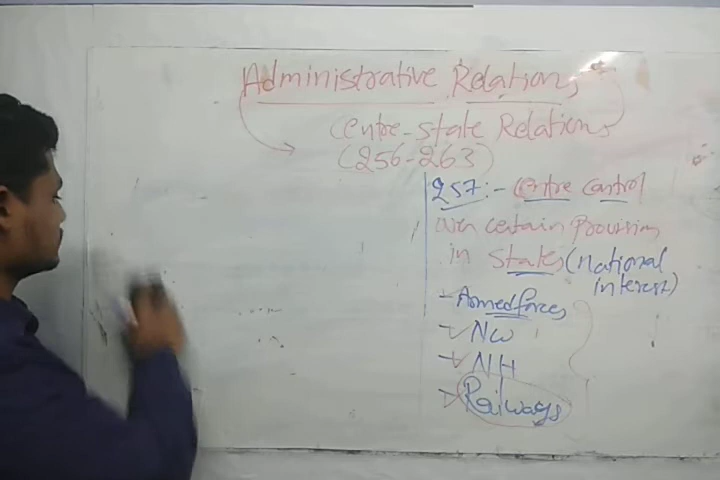 Administrative Relations
Centre-state Relations
(256-263)
257:- Centre Control
over certain Provision
in States (national
interest)
- Armed forces
- NW
- NH
- Railways